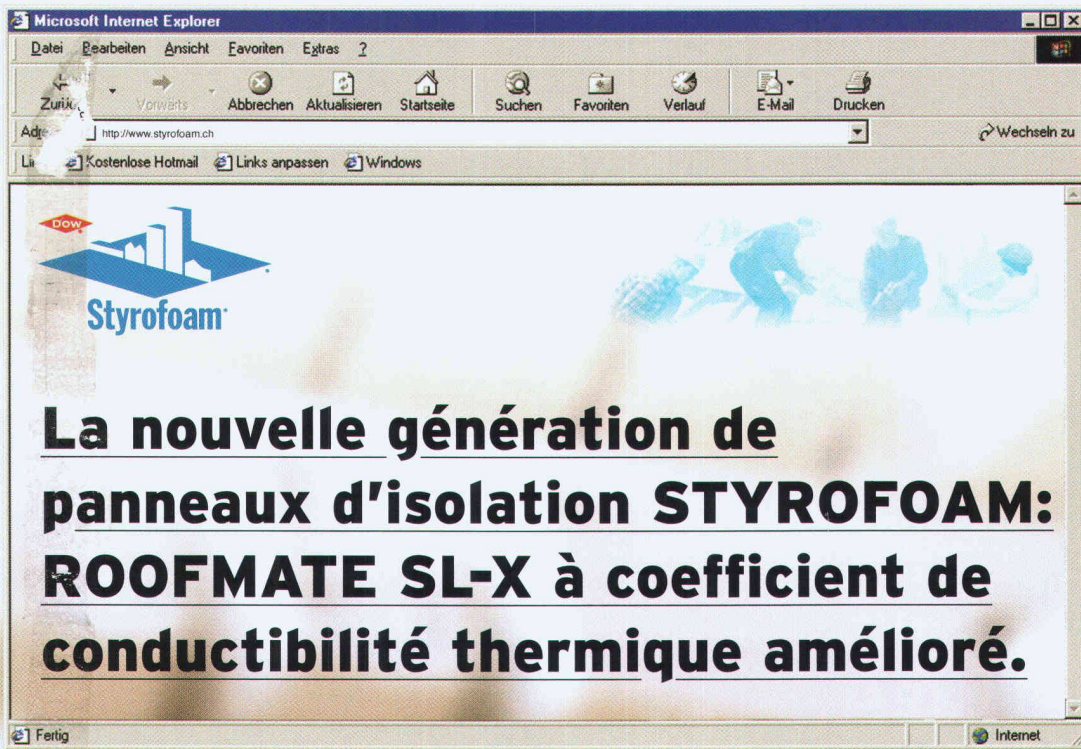 Microsoft Internet Explorer
Datei Bearbeiten Ansicht Favoriten Extras ?
Zurück Vorwärts Abbrechen Aktualisieren Startseite Suchen Favoriten Verlauf E-Mail Drucken
http://www.styrofoam.ch Wechseln zu
Kostenlose Hotmail Links anpassen Windows
DOW
Styrofoam
La nouvelle génération de
panneaux d'isolation STYROFOAM:
ROOFMATE SL-X à coefficient de
conductibilité thermique amélioré.
Fertig Internet